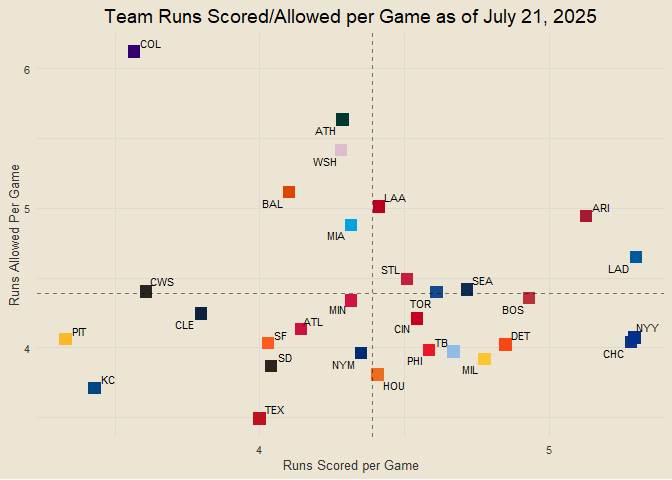 Team Runs Scored/Allowed per Game as of July 21, 2025
COL
6
ATH
WSH
BAL
LAA
5
ARI
MIA
LAD
STL
SEA
CWS
TOR
BOS
MIN
CLE
ATL
CIN
NYY
PIT
SF
TB
DET
4
CHC
SD
NYM
PHI
MIL
KC
HOU
TEX
4
5
Runs Scored per Game
Runs Allowed Per Game